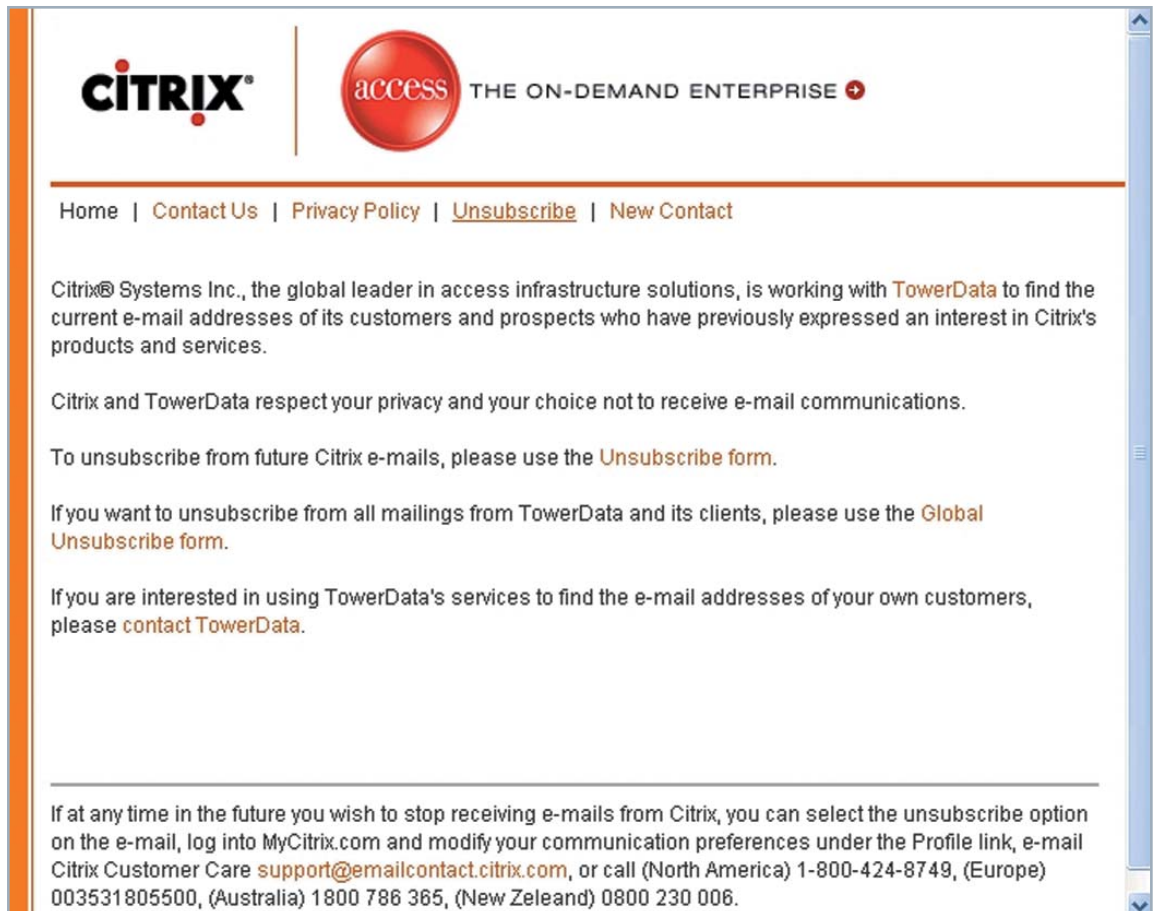 CITRIX®
access THE ON-DEMAND ENTERPRISE
Home | Contact Us | Privacy Policy | Unsubscribe | New Contact
Citrix® Systems Inc., the global leader in access infrastructure solutions, is working with TowerData to find the
current e-mail addresses of its customers and prospects who have previously expressed an interest in Citrix's
products and services.
Citrix and TowerData respect your privacy and your choice not to receive e-mail communications.
To unsubscribe from future Citrix e-mails, please use the Unsubscribe form.
If you want to unsubscribe from all mailings from TowerData and its clients, please use the Global
Unsubscribe form.
If you are interested in using TowerData's services to find the e-mail addresses of your own customers,
please contact TowerData.
If at any time in the future you wish to stop receiving e-mails from Citrix, you can select the unsubscribe option
on the e-mail, log into MyCitrix.com and modify your communication preferences under the Profile link, e-mail
Citrix Customer Care support@emailcontact.citrix.com, or call (North America) 1-800-424-8749, (Europe)
003531805500, (Australia) 1800 786 365, (New Zeleand) 0800 230 006.